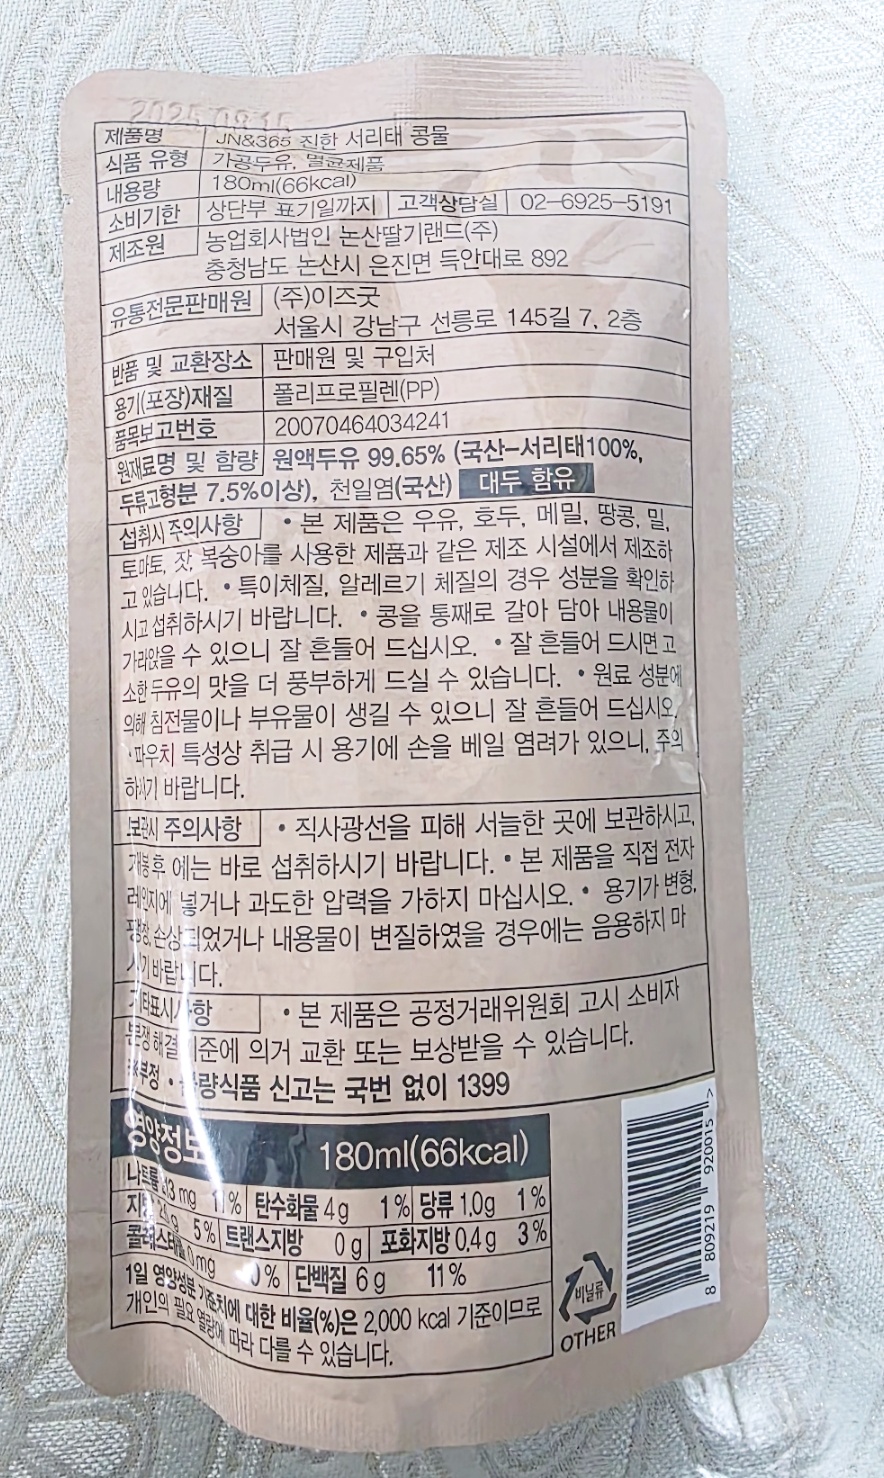 2025.08.15
제품명 JN&365 진한 서리태 콩물
식품 유형 가공두유, 멸균제품
내용량 180ml(66kcal)
소비기한 상단부 표기일까지 고객상담실 02-6925-5191
제조원 농업회사법인 논산딸기랜드(주)
충청남도 논산시 은진면 득안대로 892
유통전문판매원 (주)이즈굿
서울시 강남구 선릉로 145길 7, 2층
반품 및 교환장소 판매원 및 구입처
용기(포장)재질 폴리프로필렌(PP)
품목보고번호 20070464034241
원재료명 및 함량 원액두유 99.65% (국산-서리태100%,
두류고형분 7.5%이상), 천일염(국산) 대두 함유
섭취시 주의사항 • 본 제품은 우유, 호두, 메밀, 땅콩, 밀,
토마토, 잣, 복숭아를 사용한 제품과 같은 제조 시설에서 제조하
고 있습니다. • 특이체질, 알레르기 체질의 경우 성분을 확인하
시고 섭취하시기 바랍니다. • 콩을 통째로 갈아 담아 내용물이
가라앉을 수 있으니 잘 흔들어 드십시오. • 잘 흔들어 드시면 고
소한 두유의 맛을 더 풍부하게 드실 수 있습니다. • 원료 성분에
의해 침전물이나 부유물이 생길 수 있으니 잘 흔들어 드십시오.
• 파우치 특성상 취급 시 용기에 손을 베일 염려가 있으니, 주의
하시기 바랍니다.
보관시 주의사항 • 직사광선을 피해 서늘한 곳에 보관하시고,
개봉 후 에는 바로 섭취하시기 바랍니다. • 본 제품을 직접 전자
레인지에 넣거나 과도한 압력을 가하지 마십시오. • 용기가 변형,
팽창, 손상되었거나 내용물이 변질하였을 경우에는 음용하지 마
시기 바랍니다.
기타표시사항 • 본 제품은 공정거래위원회 고시 소비자
분쟁 해결 기준에 의거 교환 또는 보상받을 수 있습니다.
※부정 • 불량식품 신고는 국번 없이 1399
영양정보 180ml(66kcal)
나트륨 mg 1% 탄수화물 4g 1% 당류 1.0g 1%
지방 5% 트랜스지방 0g 포화지방 0.4g 3%
콜레스테롤 0mg 0% 단백질 6g 11%
1일 영양성분 기준치에 대한 비율(%)은 2,000 kcal 기준이므로
개인의 필요 열량에 따라 다를 수 있습니다.
비닐류
OTHER
8 809219 920015 >